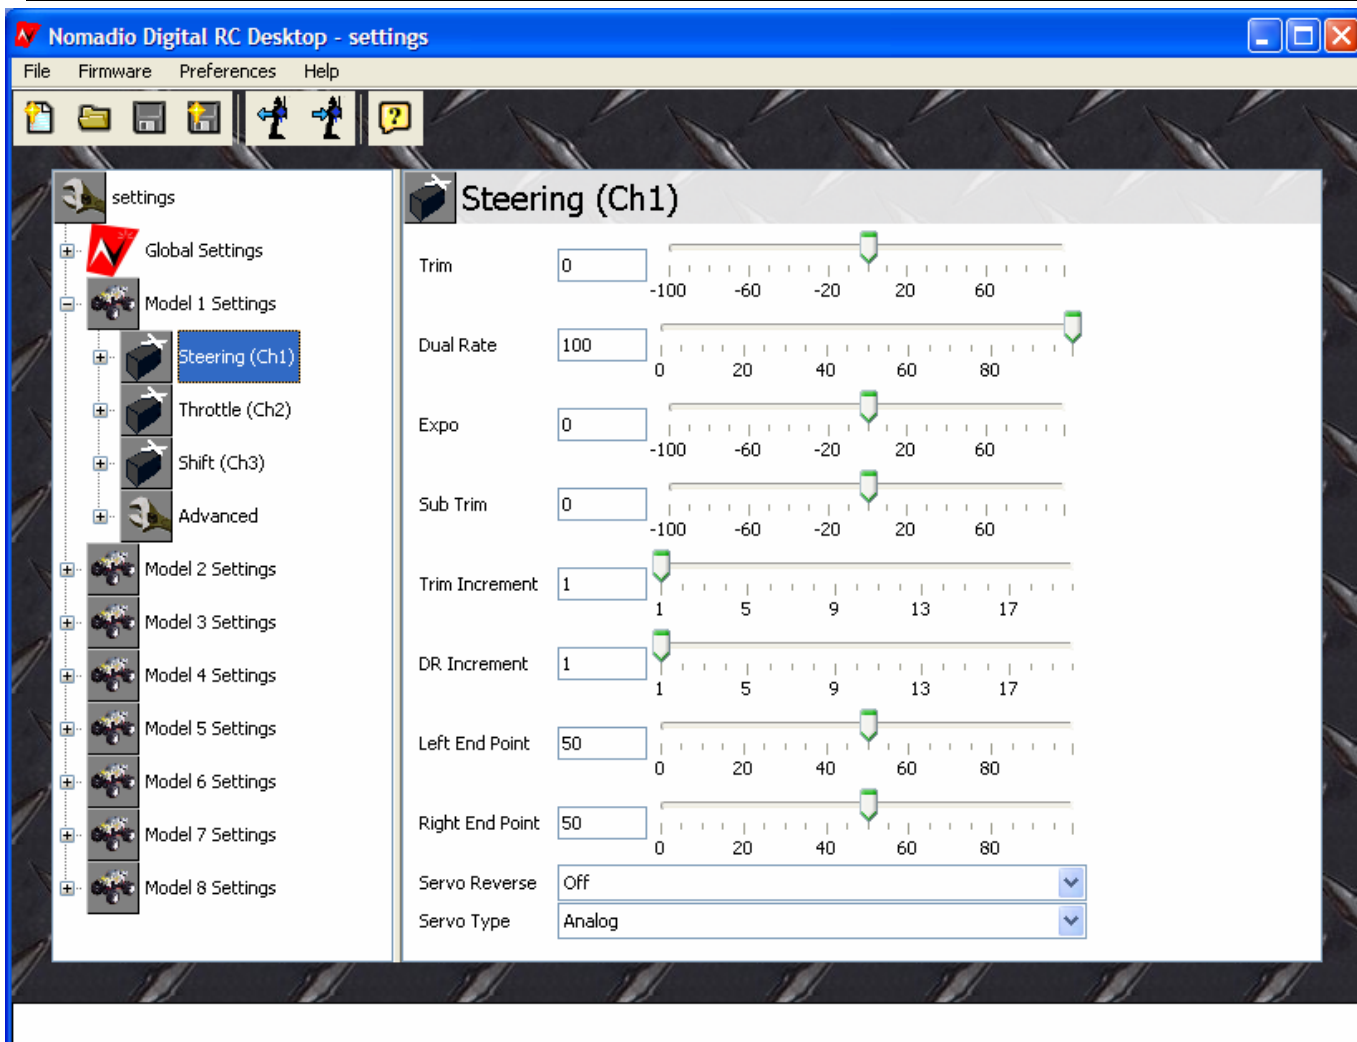 Nomadio Digital RC Desktop - settings
File Firmware Preferences Help
settings
Global Settings
Model 1 Settings
Steering (Ch1)
Throttle (Ch2)
Shift (Ch3)
Advanced
Model 2 Settings
Model 3 Settings
Model 4 Settings
Model 5 Settings
Model 6 Settings
Model 7 Settings
Model 8 Settings
Steering (Ch1)
Trim 0
-100 -60 -20 20 60
Dual Rate 100
0 20 40 60 80
Expo 0
-100 -60 -20 20 60
Sub Trim 0
-100 -60 -20 20 60
Trim Increment 1
1 5 9 13 17
DR Increment 1
1 5 9 13 17
Left End Point 50
0 20 40 60 80
Right End Point 50
0 20 40 60 80
Servo Reverse Off
Servo Type Analog